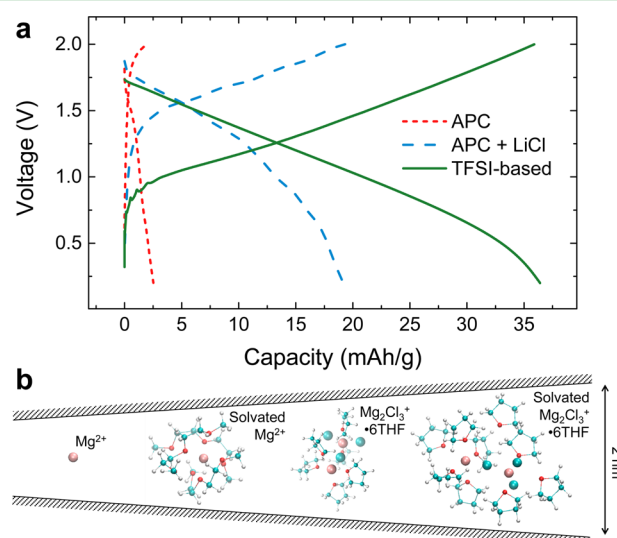 a
Voltage (V)
2.0
1.5
1.0
0.5
APC
APC + LiCl
TFSI-based
0 5 10 15 20 25 30 35
Capacity (mAh/g)
b
Mg²⁺
Solvated
Mg²⁺
Mg₂Cl₃⁺
•6THF
Solvated
Mg₂Cl₃⁺
•6THF